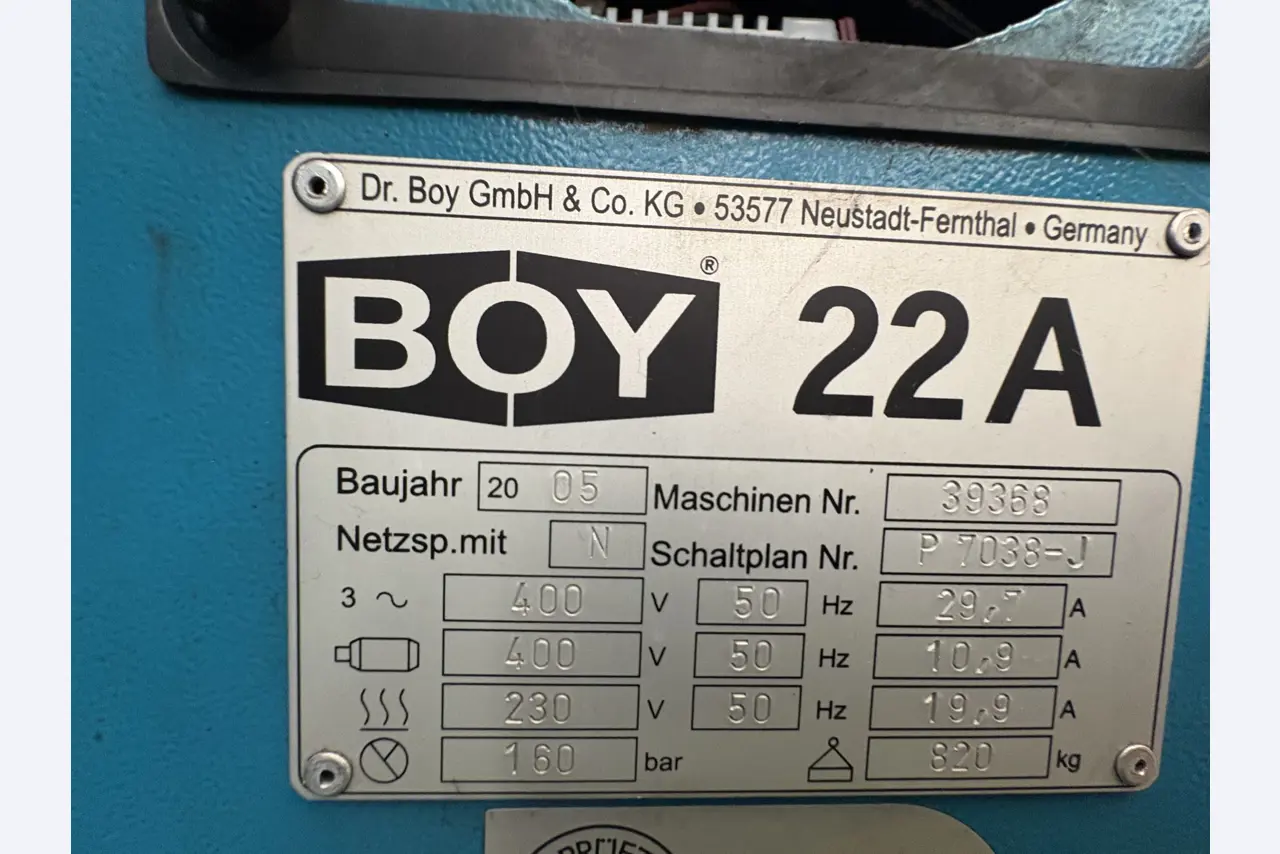 Dr. Boy GmbH & Co. KG • 53577 Neustadt-Fernthal • Germany
BOY® 22 A
Baujahr 20 05 Maschinen Nr. 39368
Netzsp.mit N Schaltplan Nr. P 7038-J
3 ~ 400 V 50 Hz 29,7 A
400 V 50 Hz 10,9 A
230 V 50 Hz 19,9 A
160 bar 820 kg